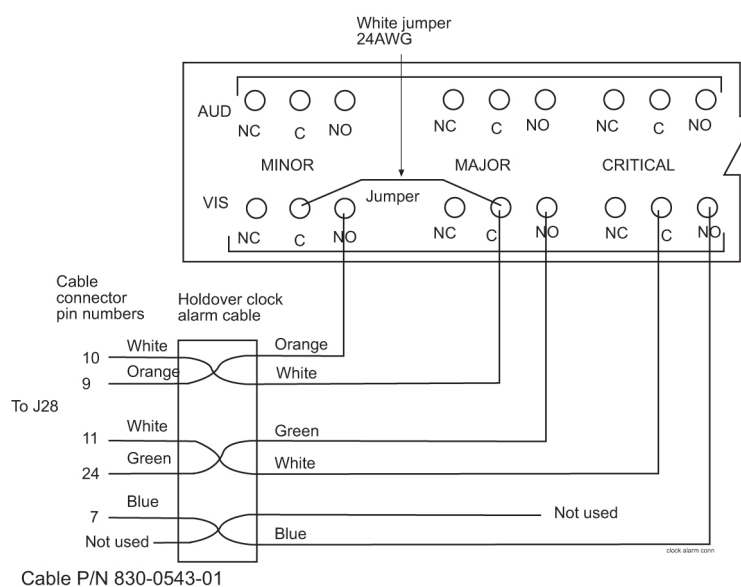 White jumper
24AWG
AUD
NC C NO NC C NO NC C NO
MINOR MAJOR CRITICAL
VIS
Jumper
NC C NO NC C NO NC C NO
Cable
connector
pin numbers
Holdover clock
alarm cable
10 White Orange
9 Orange White
To J28
11 White Green
24 Green White
7 Blue Not used
Not used Blue
clock alarm conn
Cable P/N 830-0543-01